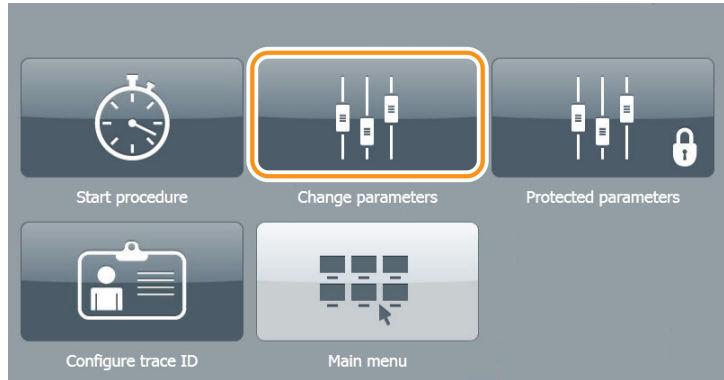 Start procedure
Change parameters
Protected parameters
Configure trace ID
Main menu